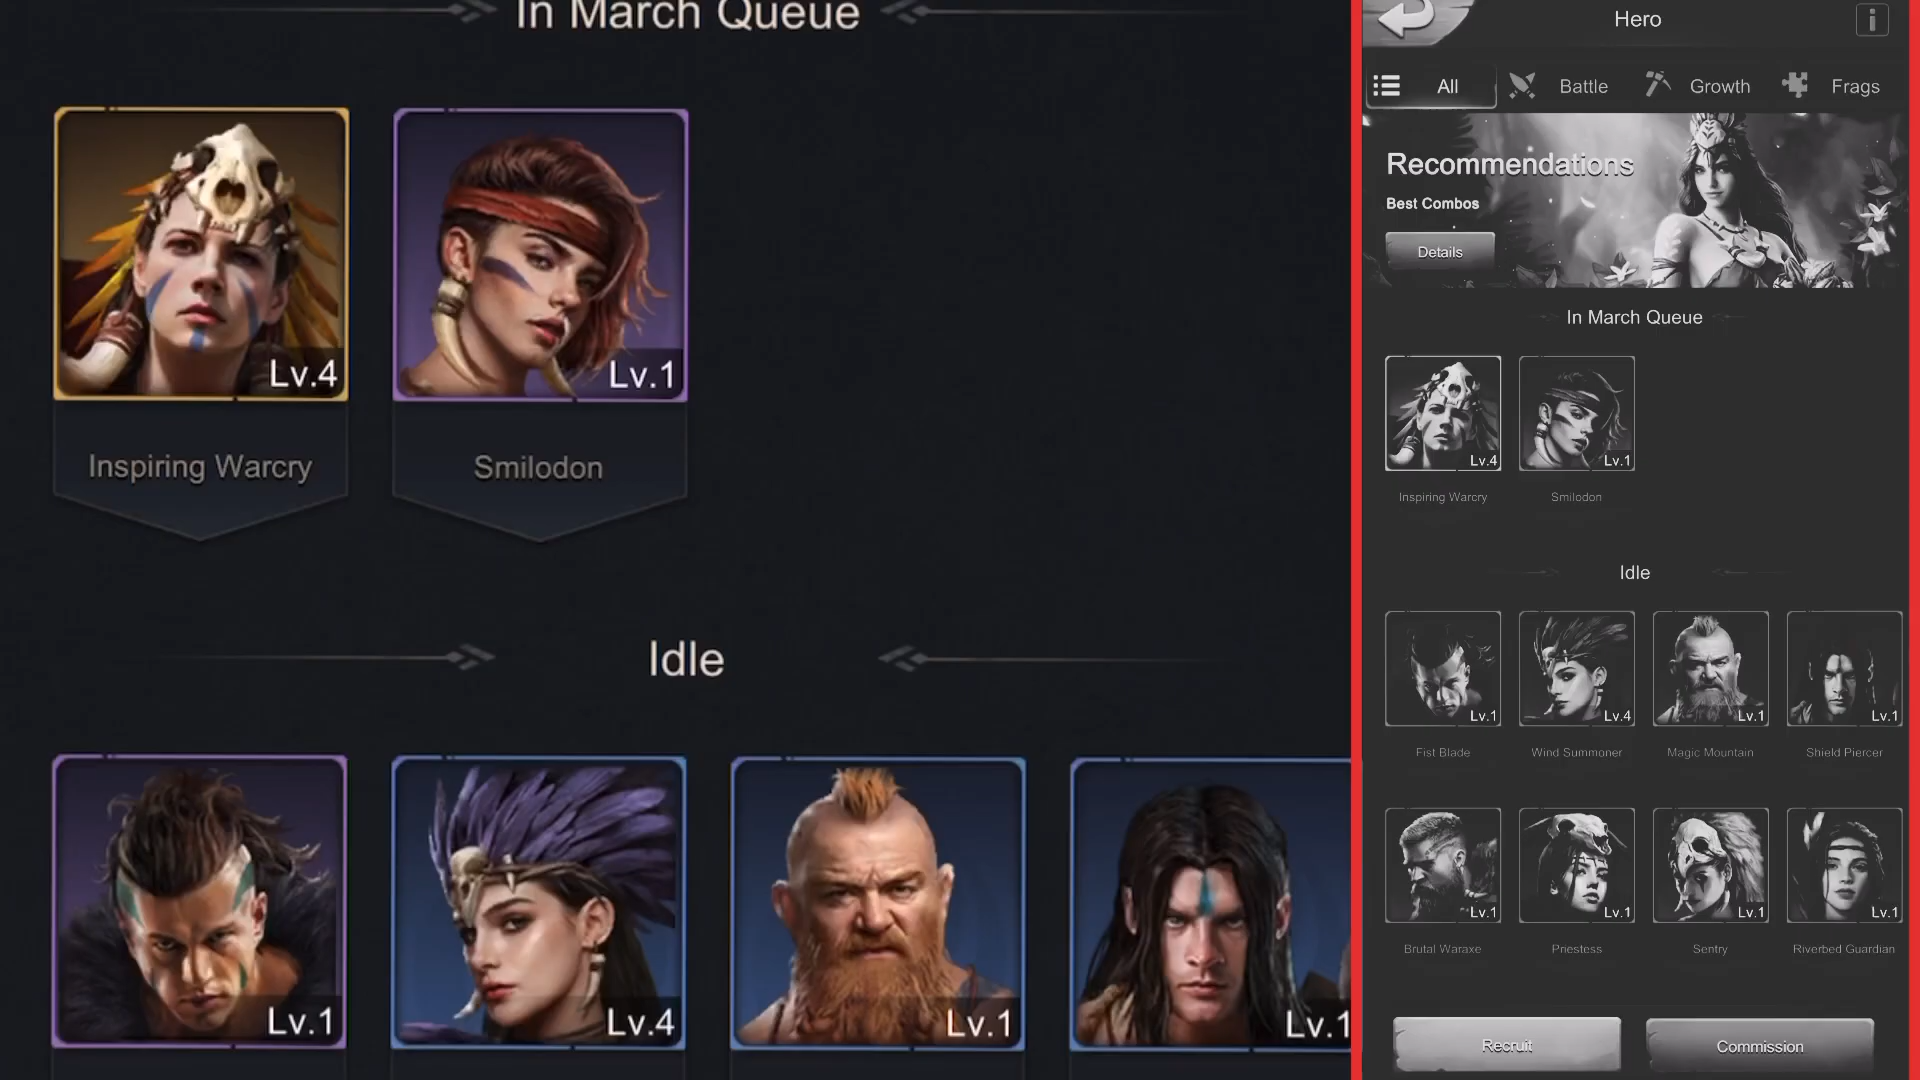 In March Queue
Lv.4
Lv.1
Inspiring Warcry
Smilodon
Idle
Lv.1
Lv.4
Lv.1
Lv.1
Hero
i
All
Battle
Growth
Frags
Recommendations
Best Combos
Details
In March Queue
Lv.4
Lv.1
Inspiring Warcry
Smilodon
Idle
Lv.1
Lv.4
Lv.1
Lv.1
Fist Blade
Wind Summoner
Magic Mountain
Shield Piercer
Lv.1
Lv.1
Lv.1
Lv.1
Brutal Waraxe
Priestess
Sentry
Riverbed Guardian
Recruit
Commission